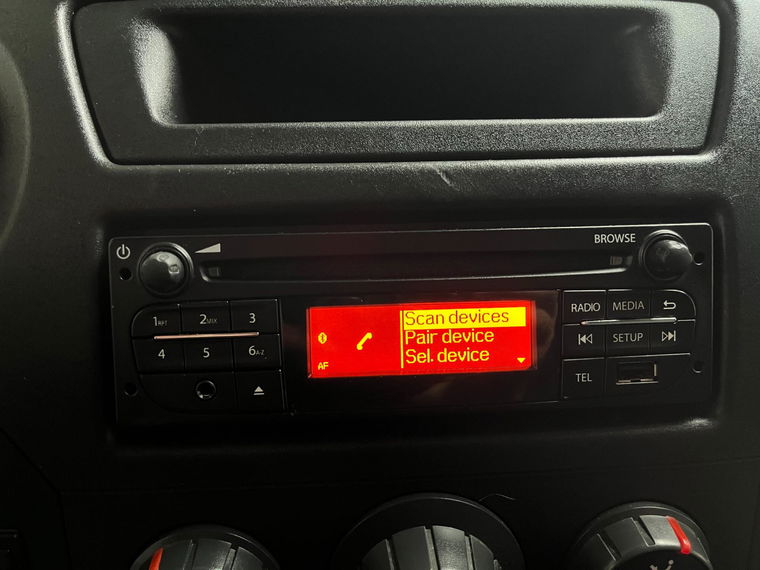 BROWSE
1RPT 2MIX 3
4 5 6A-Z
Scan devices
Pair device
Sel. device
AF
RADIO MEDIA
SETUP
TEL